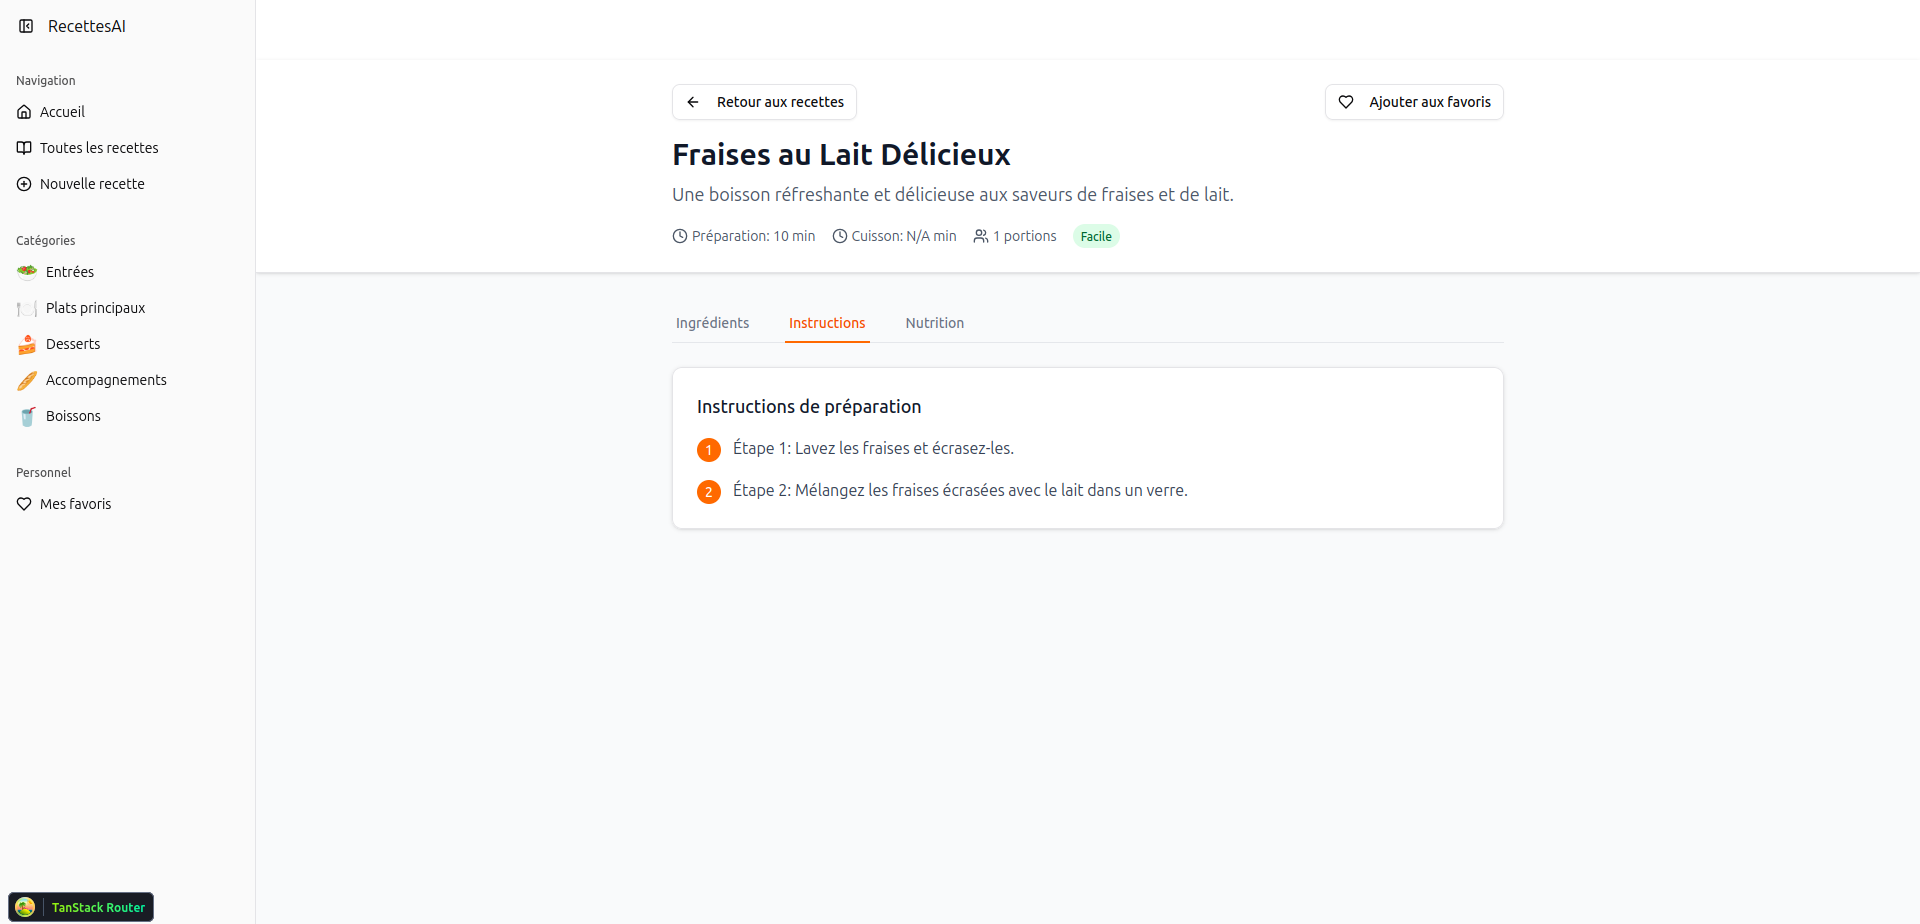 RecettesAI
Navigation
Accueil
Toutes les recettes
Nouvelle recette
Catégories
Entrées
Plats principaux
Desserts
Accompagnements
Boissons
Personnel
Mes favoris
TanStack Router
Retour aux recettes
Ajouter aux favoris
Fraises au Lait Délicieux
Une boisson réfreshante et délicieuse aux saveurs de fraises et de lait.
Préparation: 10 min Cuisson: N/A min 1 portions Facile
Ingrédients Instructions Nutrition
Instructions de préparation
1 Étape 1: Lavez les fraises et écrasez-les.
2 Étape 2: Mélangez les fraises écrasées avec le lait dans un verre.